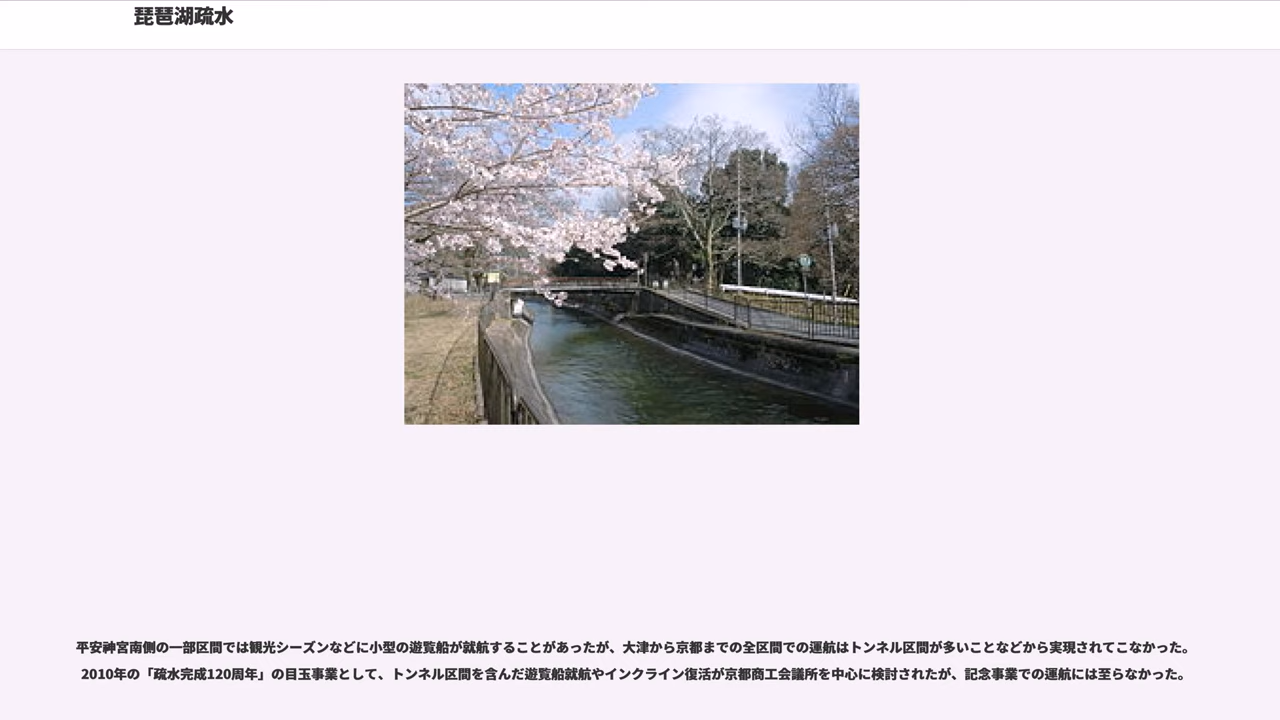 琵琶湖疏水
平安神宮南側の一部区間では観光シーズンなどに小型の遊覧船が就航することがあったが、大津から京都までの全区間での運航はトンネル区間が多いことなどから実現されてこなかった。
2010年の「疏水完成120周年」の目玉事業として、トンネル区間を含んだ遊覧船就航やインクライン復活が京都商工会議所を中心に検討されたが、記念事業での運航には至らなかった。